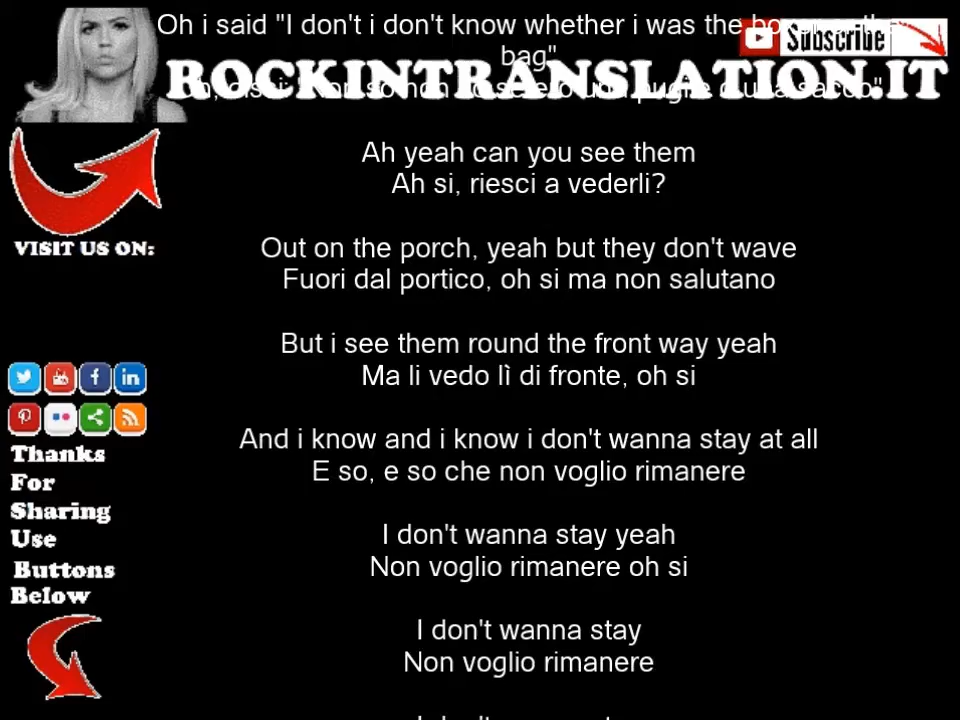 Oh i said "I don't i don't know whether i was the
bag"
Subscribe
ROCKINTRANSLATION.IT
Ah yeah can you see them
Ah si, riesci a vederli?
VISIT US ON:
Out on the porch, yeah but they don't wave
Fuori dal portico, oh si ma non salutano
But i see them round the front way yeah
Ma li vedo lì di fronte, oh si
And i know and i know i don't wanna stay at all
E so, e so che non voglio rimanere
Thanks
For
Sharing
Use
Buttons
Below
I don't wanna stay yeah
Non voglio rimanere oh si
I don't wanna stay
Non voglio rimanere